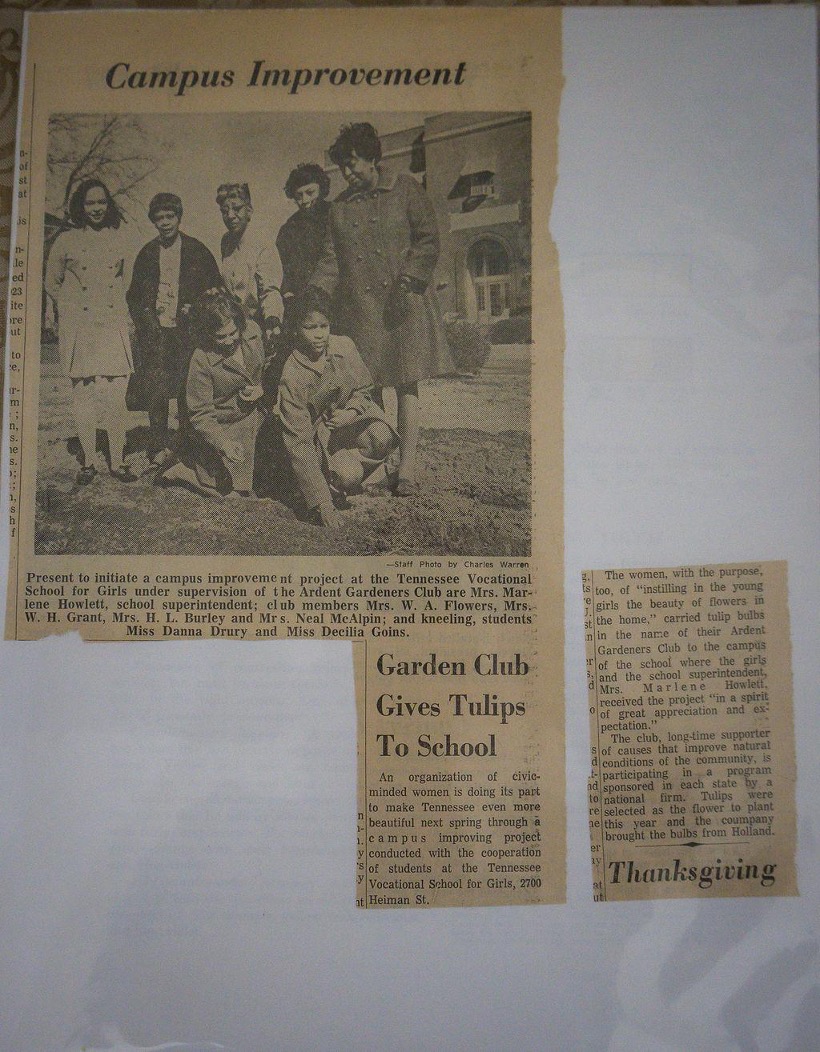 Campus Improvement
—Staff Photo by Charles Warren
Present to initiate a campus improvement project at the Tennessee Vocational
School for Girls under supervision of the Ardent Gardeners Club are Mrs. Mar-
lene Howlett, school superintendent; club members Mrs. W. A. Flowers, Mrs.
W. H. Grant, Mrs. H. L. Burley and Mrs. Neal McAlpin; and kneeling, students
Miss Danna Drury and Miss Decilia Goins.
Garden Club
Gives Tulips
To School
An organization of civic-
minded women is doing its part
to make Tennessee even more
beautiful next spring through a
campus improving project
conducted with the cooperation
of students at the Tennessee
Vocational School for Girls, 2700
Heiman St.
The women, with the purpose,
too, of "instilling in the young
girls the beauty of flowers in
the home," carried tulip bulbs
in the name of their Ardent
Gardeners Club to the campus
of the school where the girls
and the school superintendent,
Mrs. Marlene Howlett,
received the project "in a spirit
of great appreciation and ex-
pectation."
The club, long-time supporter
of causes that improve natural
conditions of the community, is
participating in a program
sponsored in each state by a
national firm. Tulips were
selected as the flower to plant
this year and the coumpany
brought the bulbs from Holland.
Thanksgiving